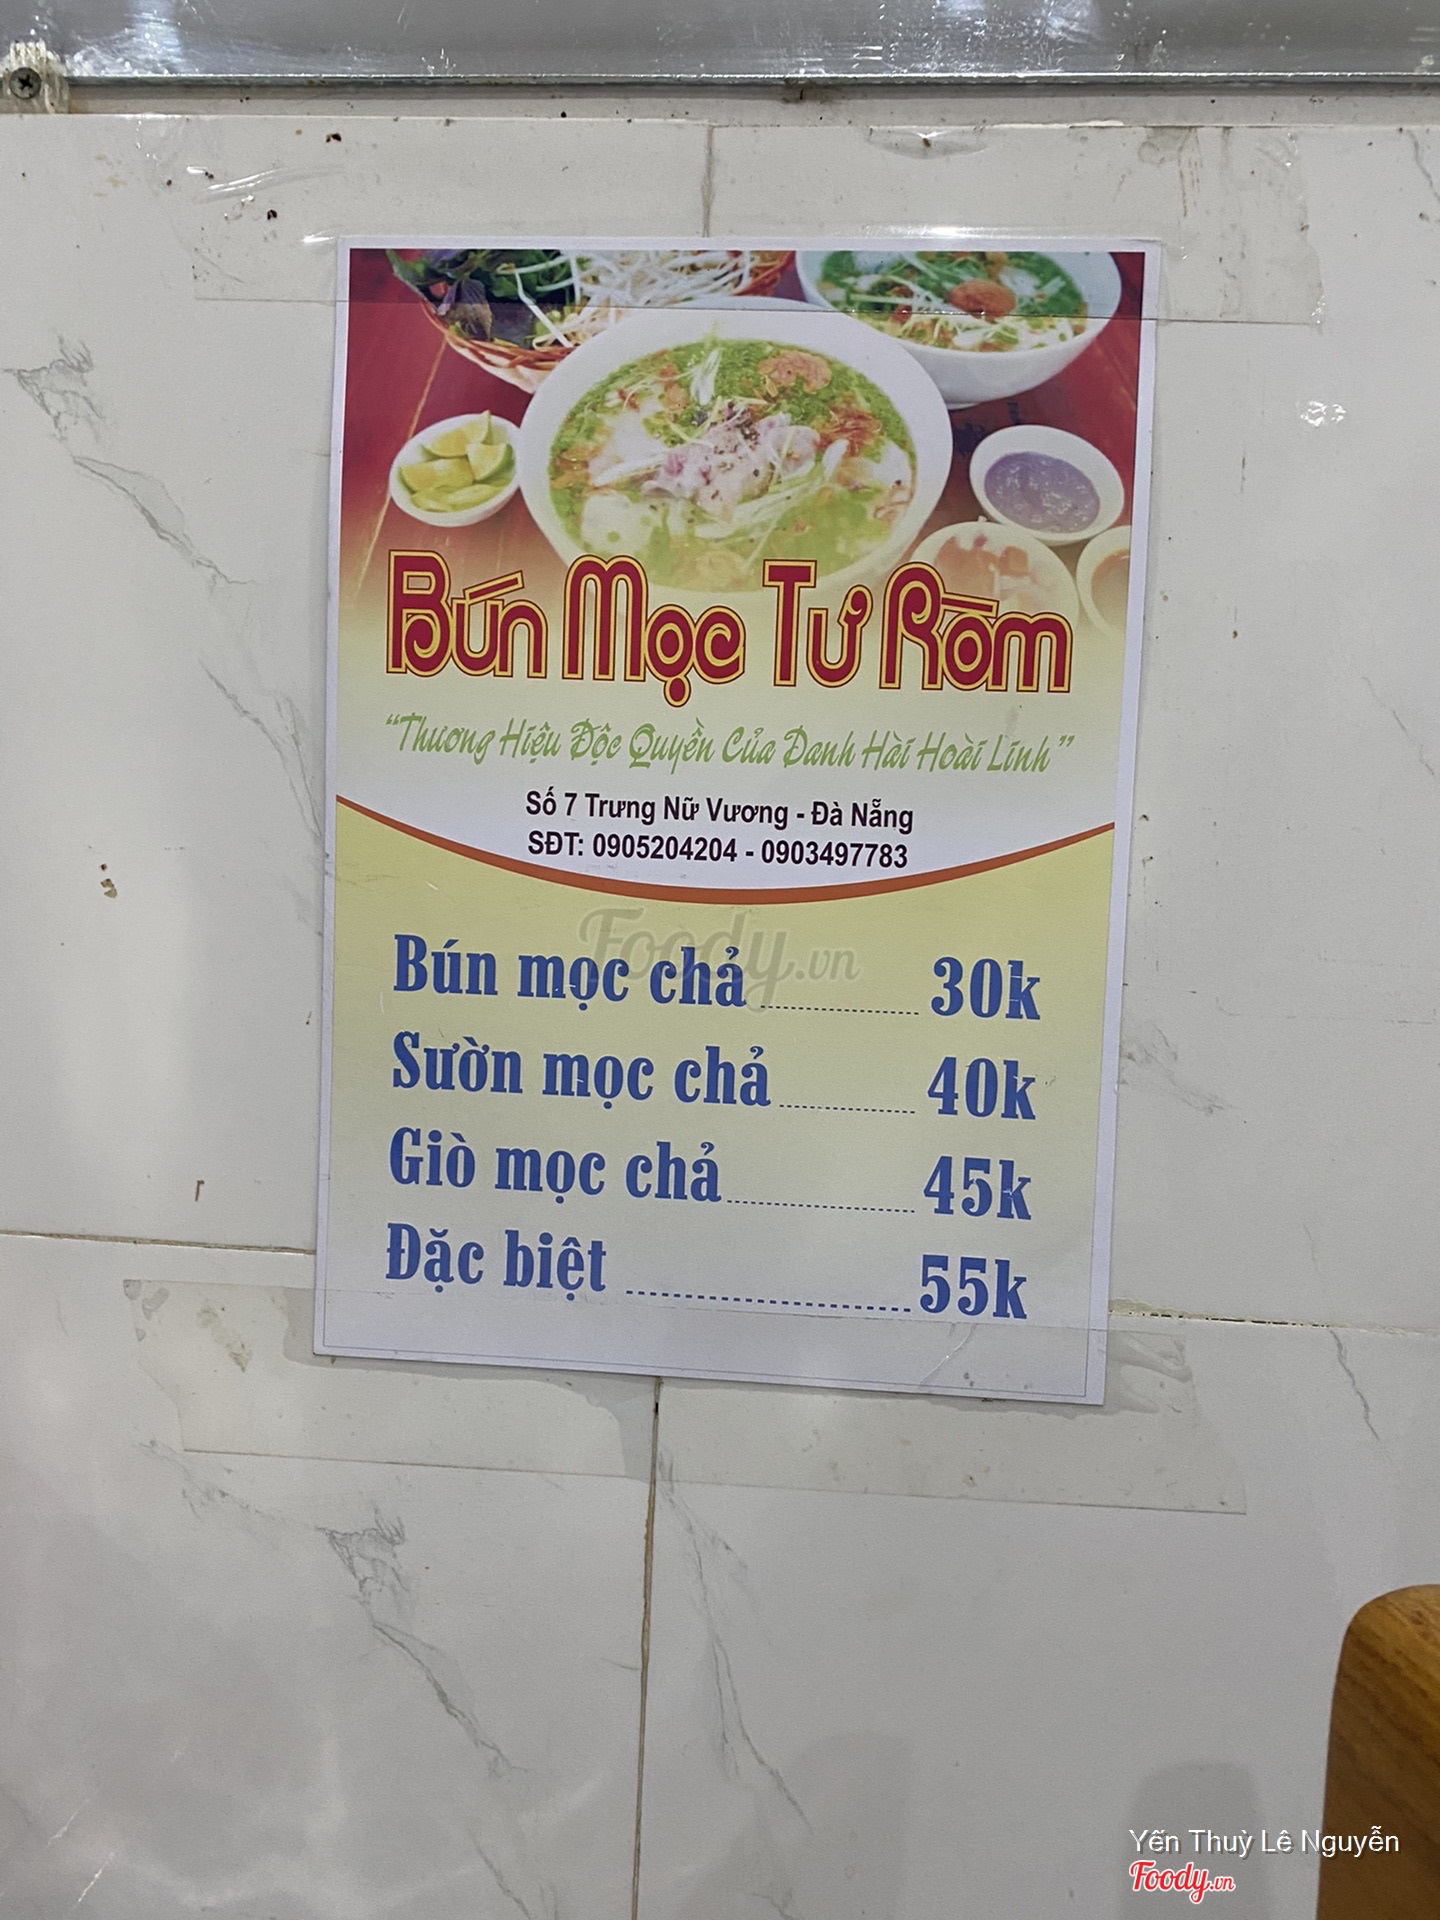 Bún Mọc Tư Ròm
“Thương Hiệu Độc Quyền Của Danh Hài Hoài Linh”
Số 7 Trưng Nữ Vương - Đà Nẵng
SĐT: 0905204204 - 0903497783
Foody.vn
Bún mọc chả 30k
Sườn mọc chả 40k
Giò mọc chả 45k
Đặc biệt 55k
Yến Thuỳ Lê Nguyễn
Foody.vn